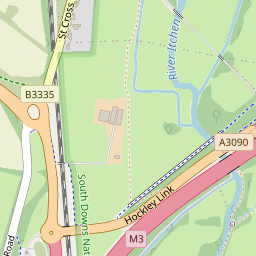 St Cross
River Itchen
B3335
A3090
South Downs Nat
Hockley Link
M3
Road